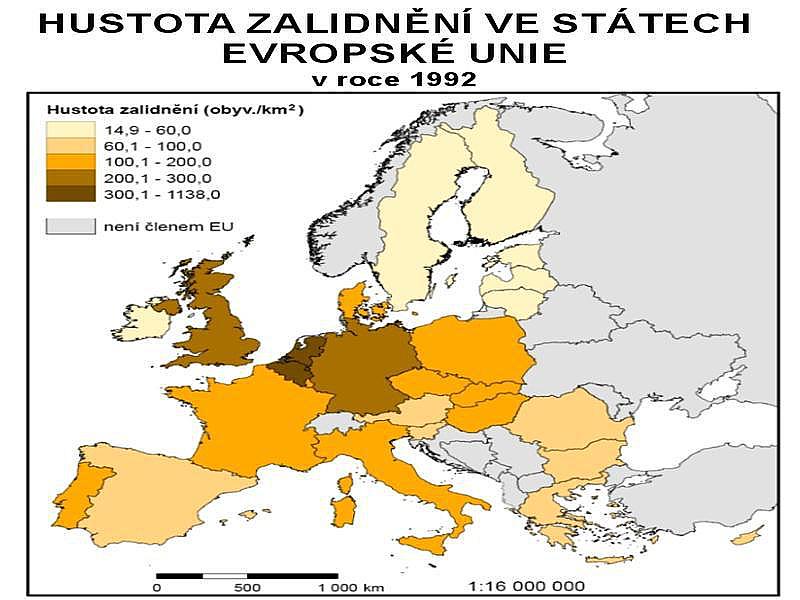 HUSTOTA ZALIDNĚNÍ VE STÁTECH
EVROPSKÉ UNIE
v roce 1992
Hustota zalidnění (obyv./km²)
14,9 - 60,0
60,1 - 100,0
100,1 - 200,0
200,1 - 300,0
300,1 - 1138,0
není členem EU
0 500 1 000 km
1:16 000 000